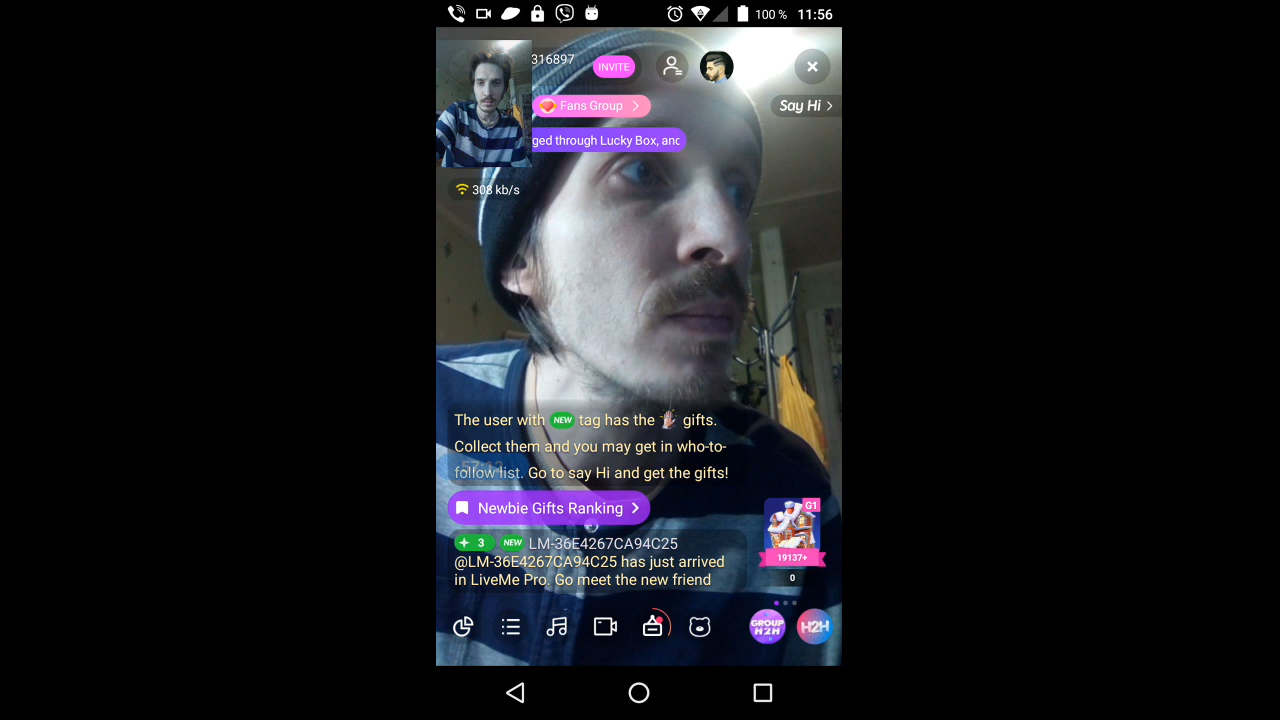 100 % 11:56
316897
INVITE
Fans Group
Say Hi
ged through Lucky Box, and
308 kb/s
The user with NEW tag has the gifts.
Collect them and you may get in who-to-
follow list. Go to say Hi and get the gifts!
Newbie Gifts Ranking
G1
3 NEW LM-36E4267CA94C25
@LM-36E4267CA94C25 has just arrived
in LiveMe Pro. Go meet the new friend
19137+
0
GROUP
H2H
H2H